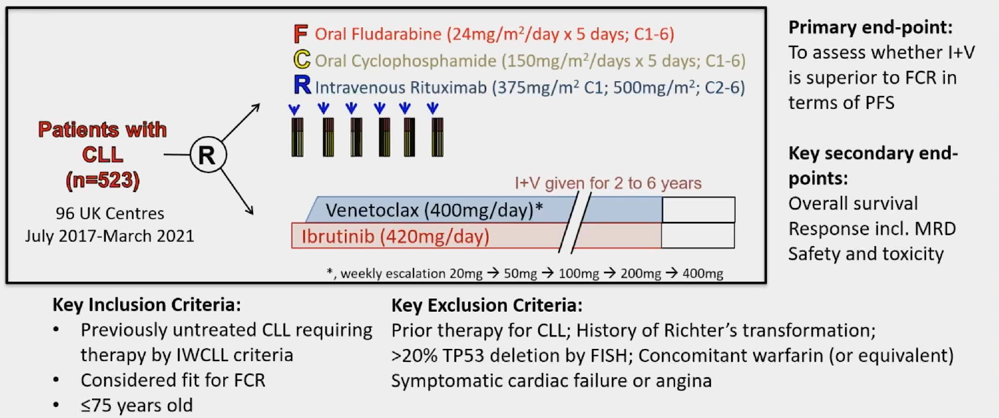 F Oral Fludarabine (24mg/m²/day x 5 days; C1-6)
C Oral Cyclophosphamide (150mg/m²/days x 5 days; C1-6)
R Intravenous Rituximab (375mg/m² C1; 500mg/m²; C2-6)
Patients with
CLL
(n=523)
R
96 UK Centres
July 2017-March 2021
I+V given for 2 to 6 years
Venetoclax (400mg/day)*
Ibrutinib (420mg/day)
*, weekly escalation 20mg → 50mg → 100mg → 200mg → 400mg
Primary end-point:
To assess whether I+V
is superior to FCR in
terms of PFS
Key secondary end-
points:
Overall survival
Response incl. MRD
Safety and toxicity
Key Inclusion Criteria:
• Previously untreated CLL requiring
therapy by IWCLL criteria
• Considered fit for FCR
• ≤75 years old
Key Exclusion Criteria:
Prior therapy for CLL; History of Richter’s transformation;
>20% TP53 deletion by FISH; Concomitant warfarin (or equivalent)
Symptomatic cardiac failure or angina